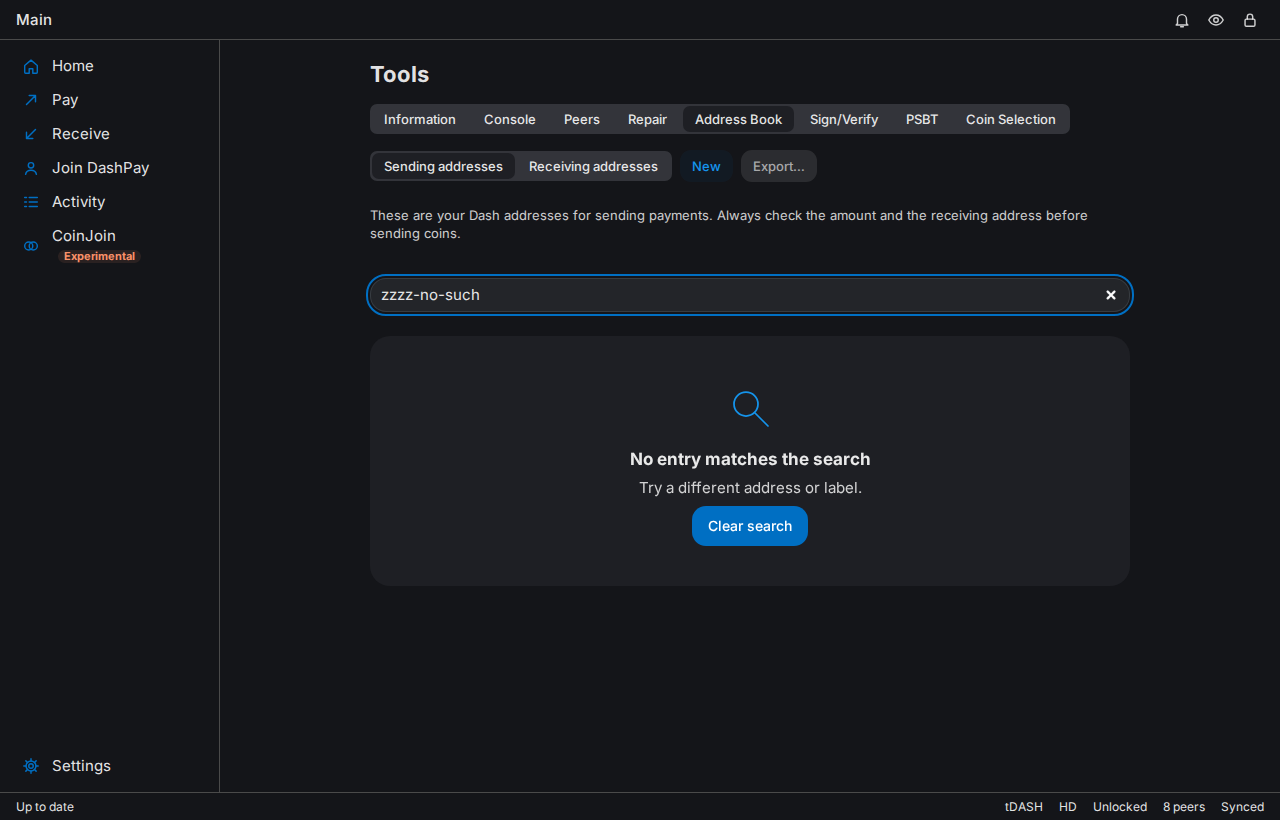 Main
Home
Pay
Receive
Join DashPay
Activity
CoinJoin
Experimental
Settings
Tools
Information Console Peers Repair Address Book Sign/Verify PSBT Coin Selection
Sending addresses Receiving addresses New Export...
These are your Dash addresses for sending payments. Always check the amount and the receiving address before
sending coins.
zzzz-no-such
No entry matches the search
Try a different address or label.
Clear search
Up to date
tDASH HD Unlocked 8 peers Synced